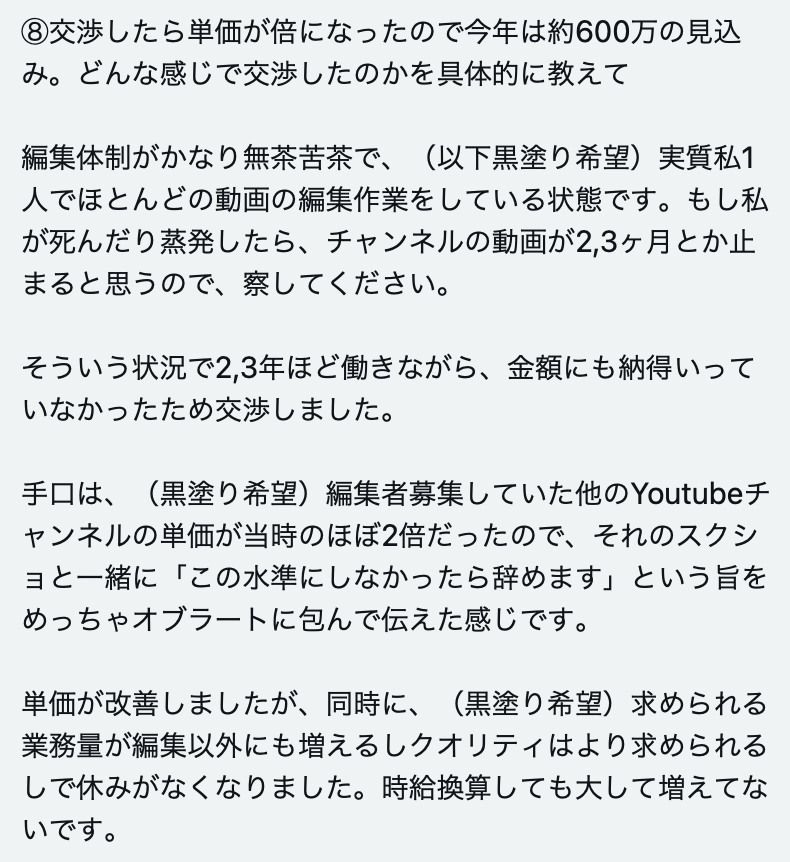 ⑧交渉したら単価が倍になったので今年は約600万の見込
み。どんな感じで交渉したのかを具体的に教えて
編集体制がかなり無茶苦茶で、（以下黒塗り希望）実質私1
人でほとんどの動画の編集作業をしている状態です。もし私
が死んだり蒸発したら、チャンネルの動画が2,3ヶ月とか止
まると思うので、察してください。
そういう状況で2,3年ほど働きながら、金額にも納得いって
いなかったため交渉しました。
手口は、（黒塗り希望）編集者募集していた他のYoutubeチ
ャンネルの単価が当時のほぼ2倍だったので、それのスクシ
ョと一緒に「この水準にしなかったら辞めます」という旨を
めっちゃオブラートに包んで伝えた感じです。
単価が改善しましたが、同時に、（黒塗り希望）求められる
業務量が編集以外にも増えるしクオリティはより求められる
しで休みがなくなりました。時給換算しても大して増えてな
いです。